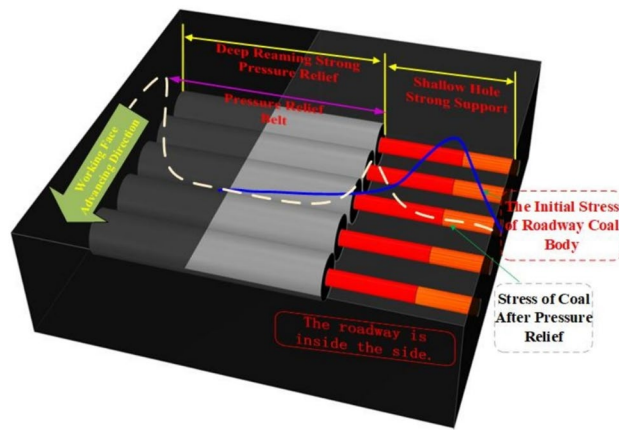 Deep Reaming Strong
Pressure Relief
Shallow Hole
Strong Support
Pressure Relief
Belt
Working Face
Advancing Direction
The Initial Stress
of Roadway Coal
Body
Stress of Coal
After Pressure
Relief
The roadway is
inside the side.